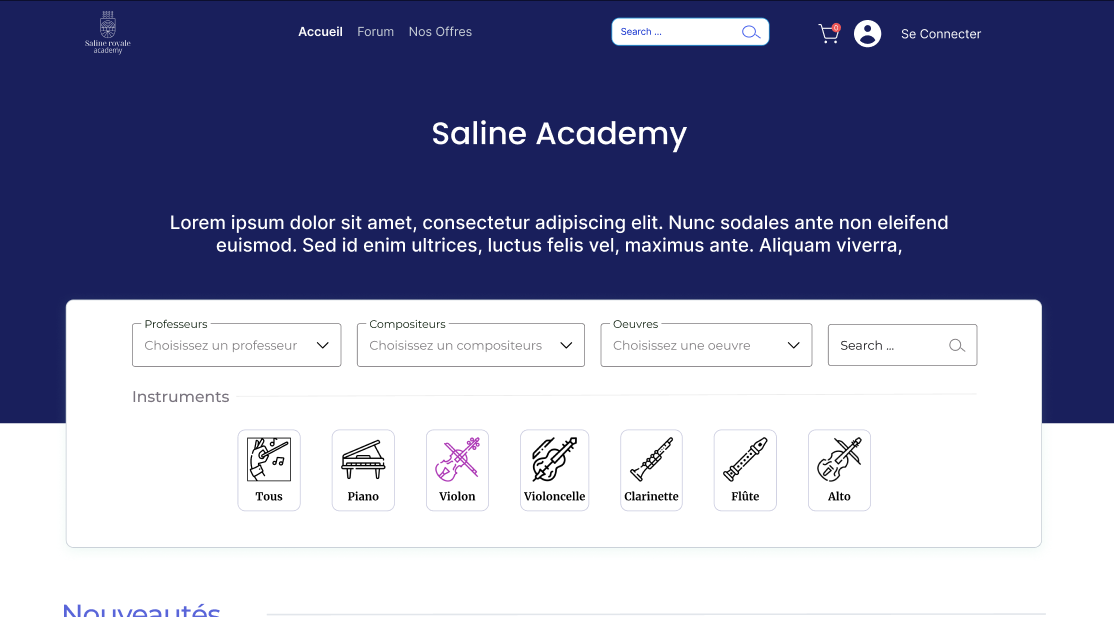 Saline royale
academy
Accueil Forum Nos Offres
Search ...
0
Se Connecter
Saline Academy
Lorem ipsum dolor sit amet, consectetur adipiscing elit. Nunc sodales ante non eleifend
euismod. Sed id enim ultrices, luctus felis vel, maximus ante. Aliquam viverra,
Professeurs
Choisissez un professeur
Compositeurs
Choisissez un compositeurs
Oeuvres
Choisissez une oeuvre
Search ...
Instruments
Tous
Piano
Violon
Violoncelle
Clarinette
Flûte
Alto
Nouveautés